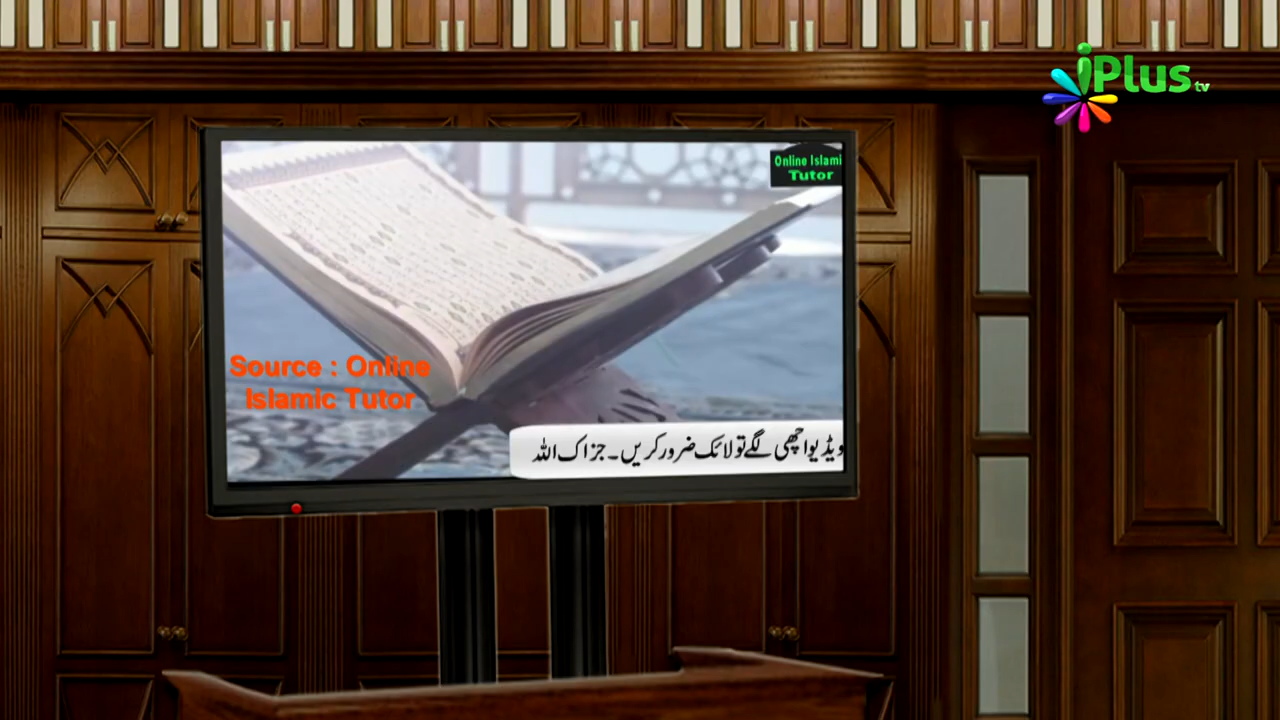 iPlus tv
Online Islami
Tutor
Source : Online
Islamic Tutor
ویڈیو اچھی لگے تو لائک ضرور کریں۔ جزاک اللہ